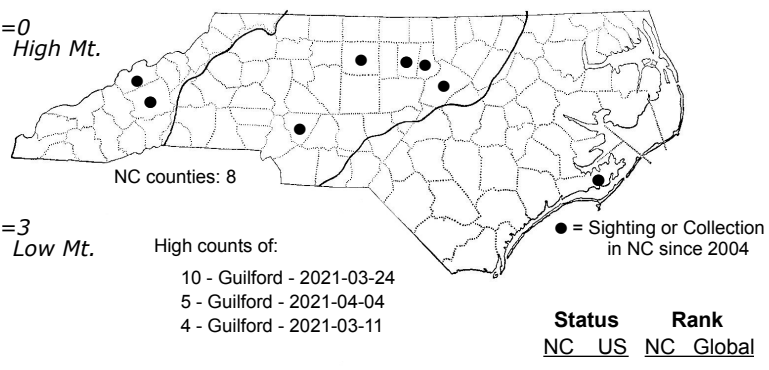 =0
High Mt.
NC counties: 8
=3
Low Mt.
High counts of:
10 - Guilford - 2021-03-24
5 - Guilford - 2021-04-04
4 - Guilford - 2021-03-11
● = Sighting or Collection
in NC since 2004
Status Rank
NC US NC Global